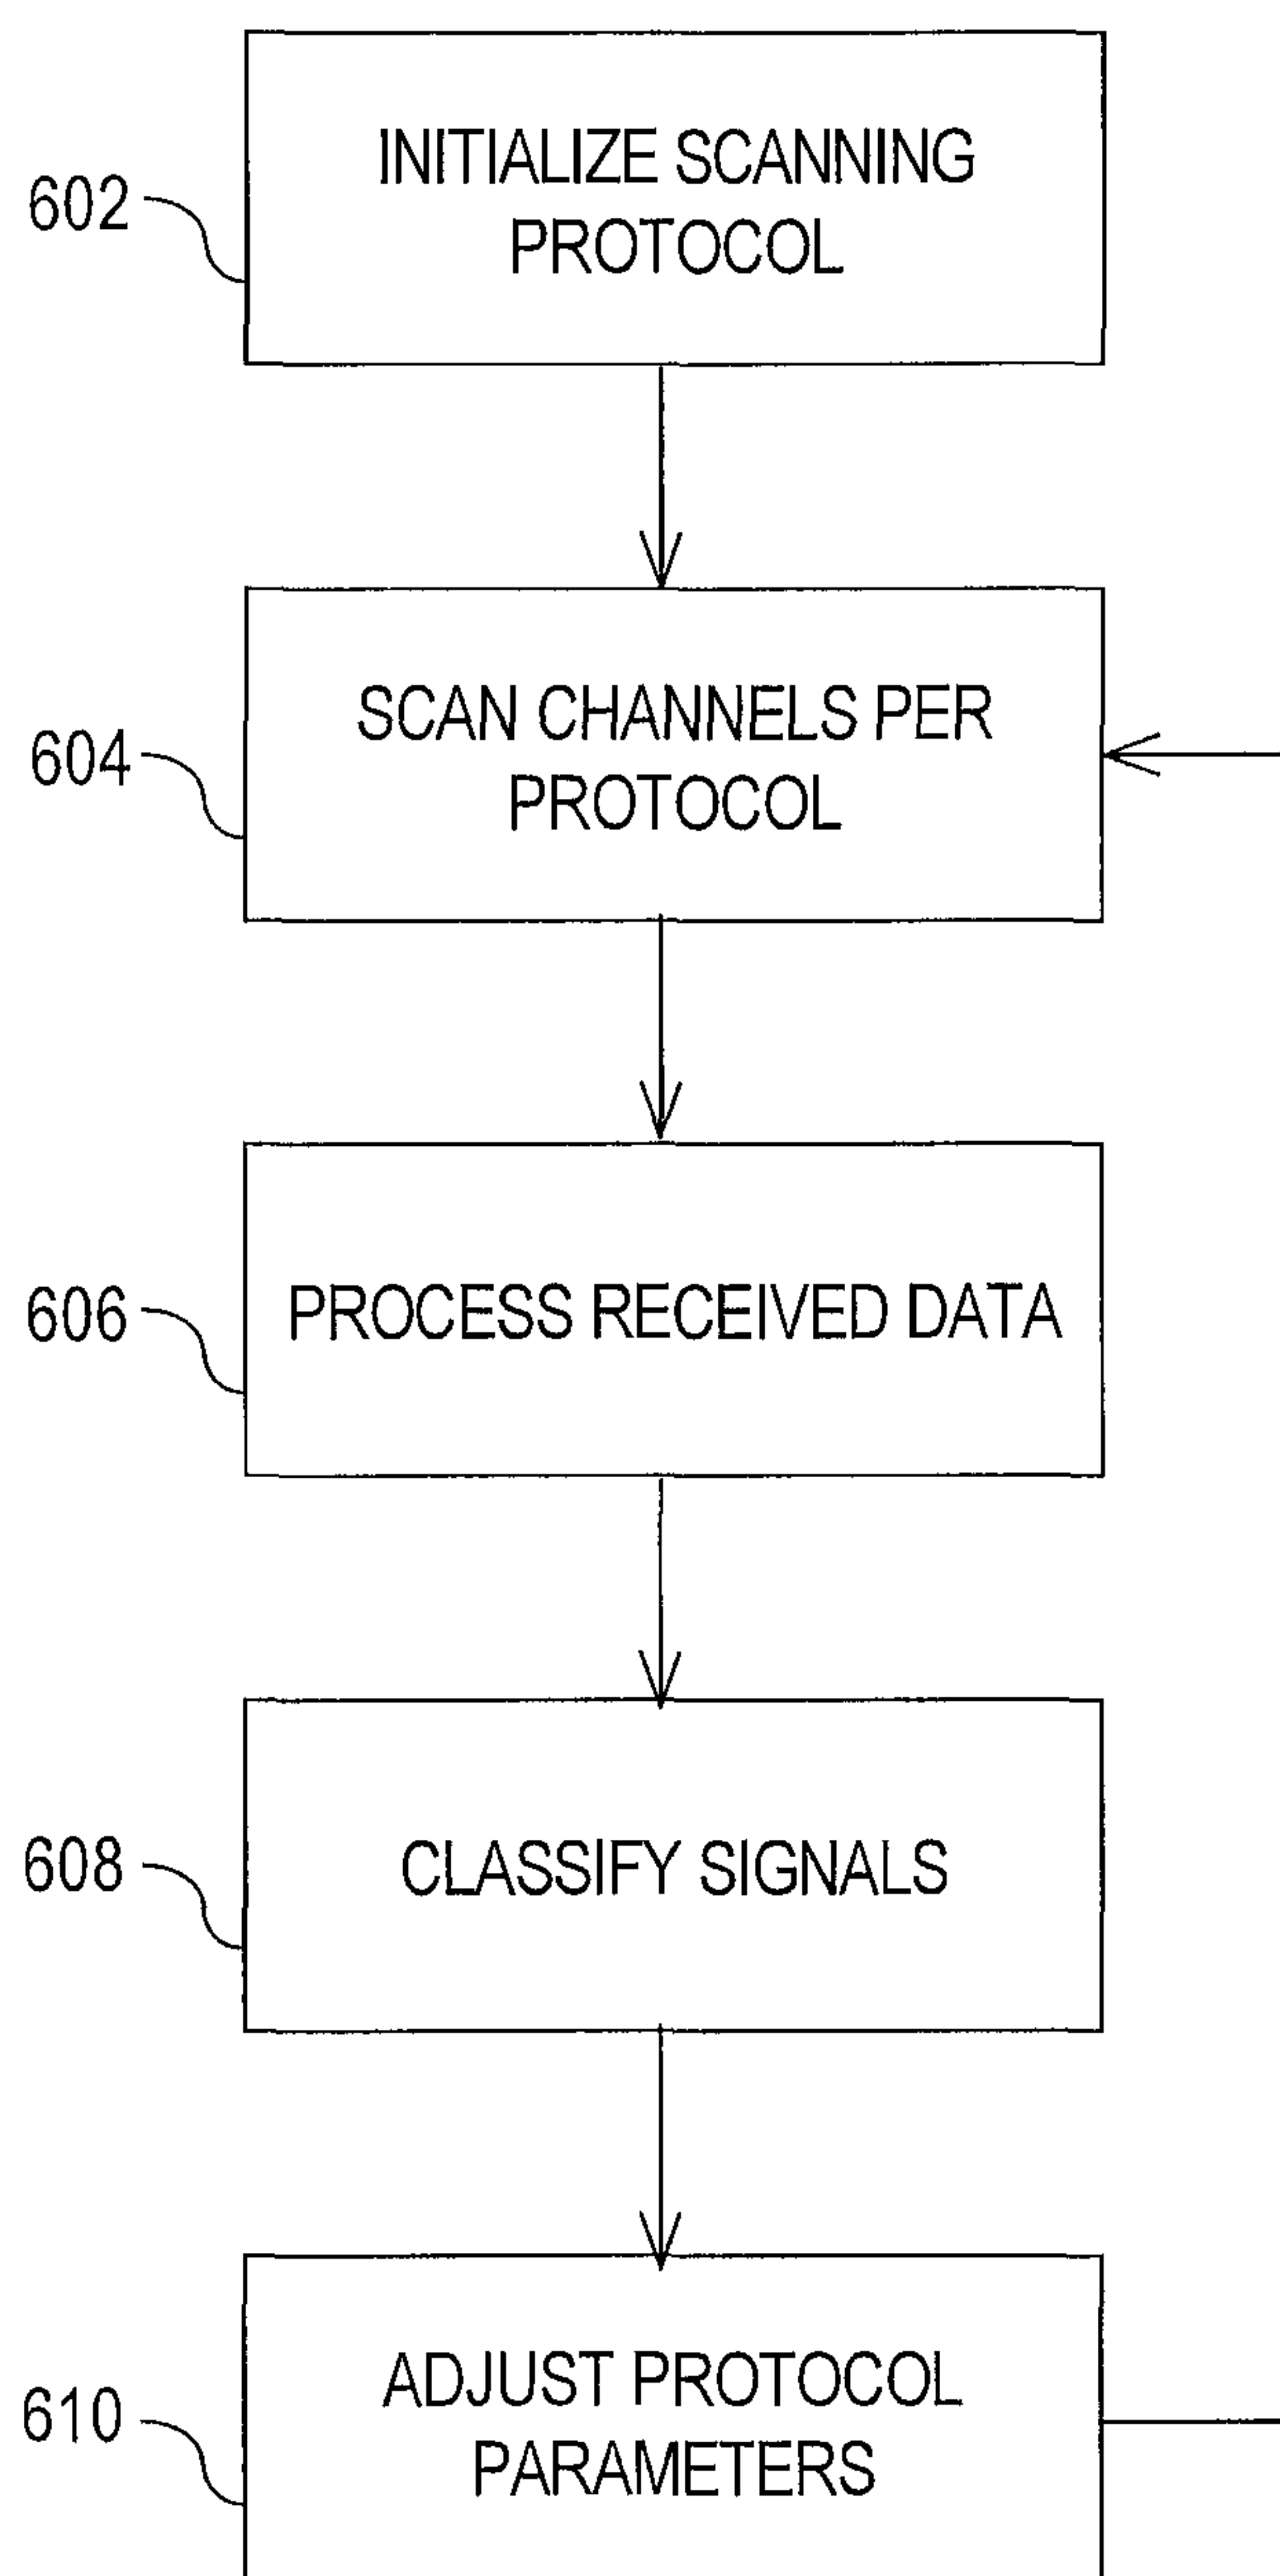 602
INITIALIZE SCANNING
PROTOCOL
604
SCAN CHANNELS PER
PROTOCOL
606
PROCESS RECEIVED DATA
608
CLASSIFY SIGNALS
610
ADJUST PROTOCOL
PARAMETERS